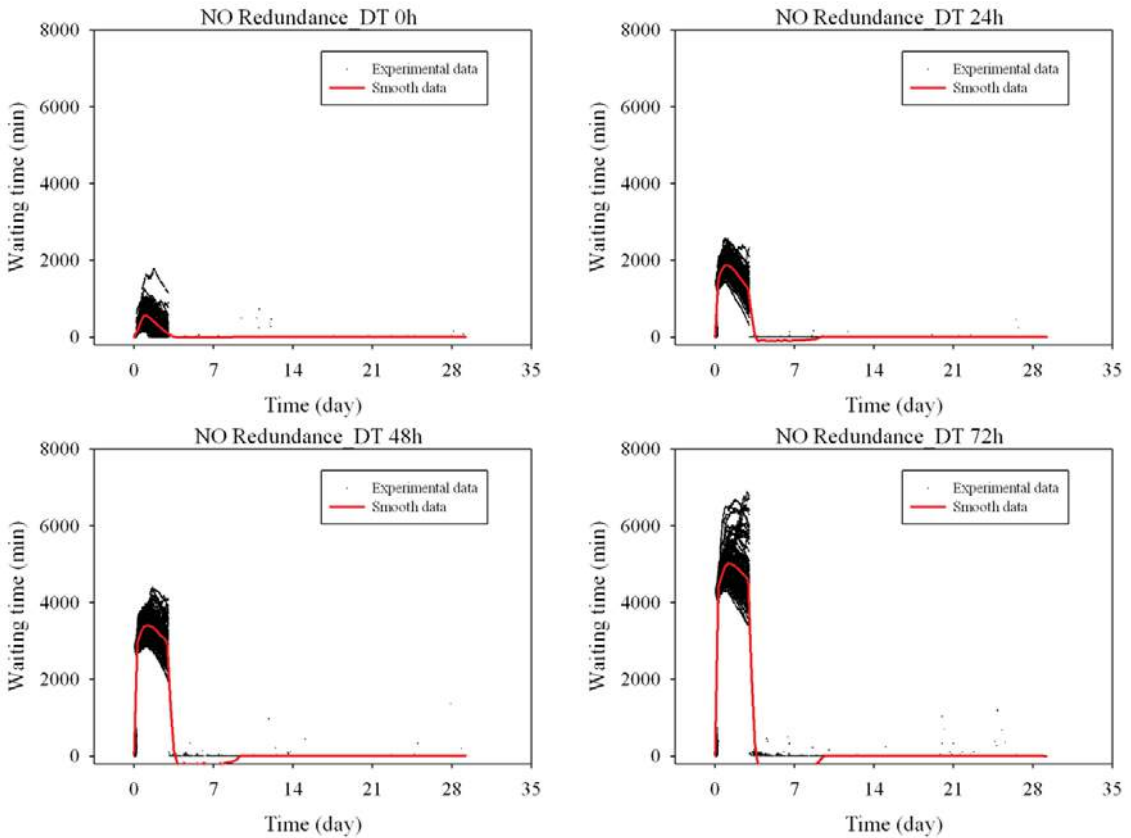 NO Redundance_DT 0h
8000
6000
4000
2000
0
Waiting time (min)
Experimental data
Smooth data
0 7 14 21 28 35
Time (day)
NO Redundance_DT 24h
8000
6000
4000
2000
0
Waiting time (min)
Experimental data
Smooth data
0 7 14 21 28 35
Time (day)
NO Redundance_DT 48h
8000
6000
4000
2000
0
Waiting time (min)
Experimental data
Smooth data
0 7 14 21 28 35
Time (day)
NO Redundance_DT 72h
8000
6000
4000
2000
0
Waiting time (min)
Experimental data
Smooth data
0 7 14 21 28 35
Time (day)